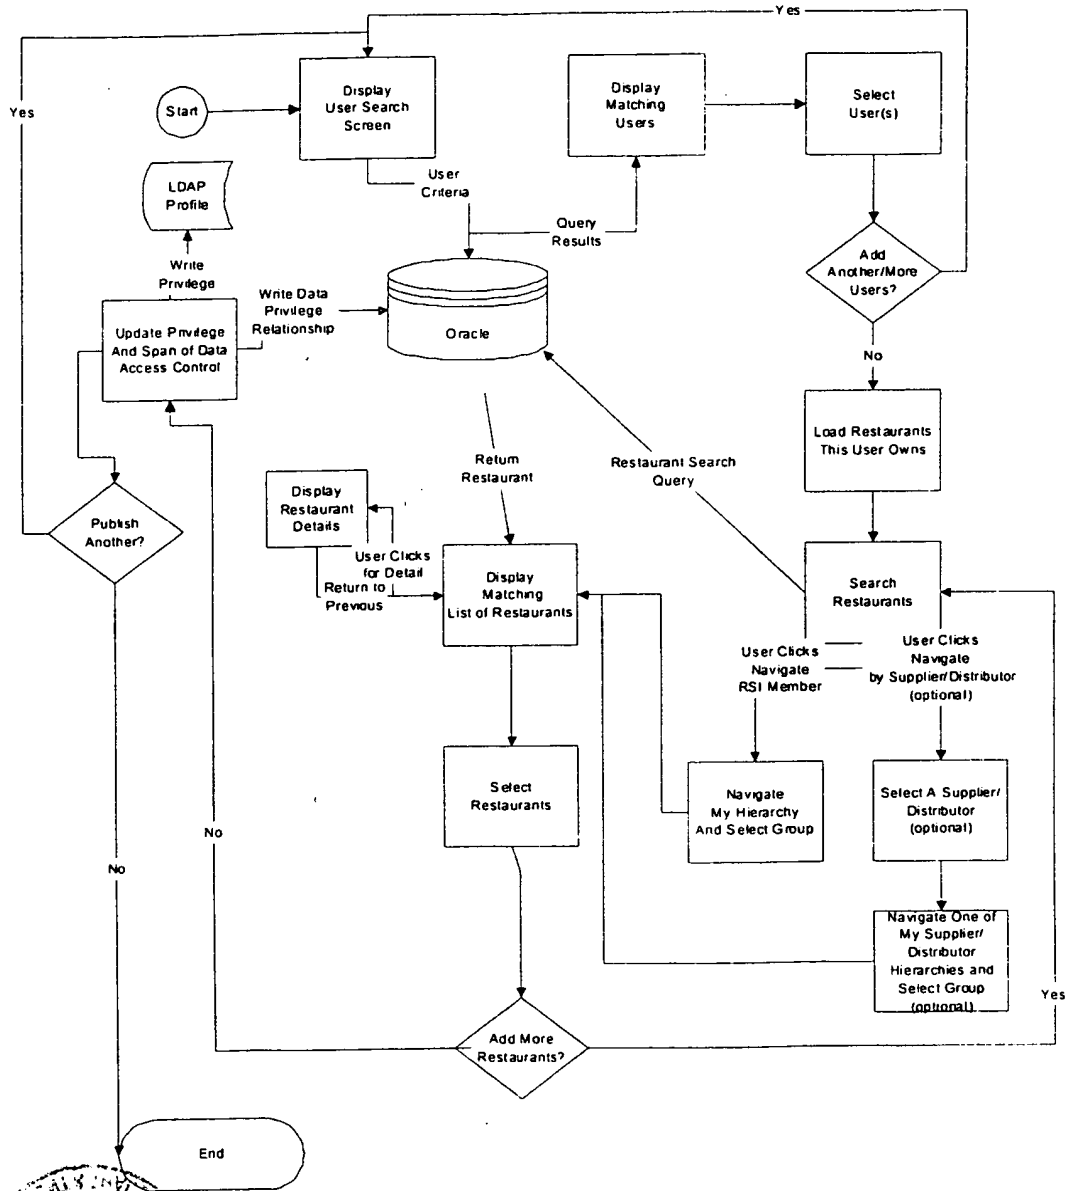 Yes
Yes
Start
Display
User Search
Screen
Display
Matching
Users
Select
User(s)
LDAP
Profile
User
Criteria
Query
Results
Write
Privilege
Add
Another/More
Users?
Write Data
Privilege
Relationship
Oracle
Update Privilege
And Span of Data
Access Control
No
Load Restaurants
This User Owns
Return
Restaurant
Restaurant Search
Query
Display
Restaurant
Details
Publish
Another?
User Clicks
for Detail
Return to
Previous
Display
Matching
List of Restaurants
Search
Restaurants
User Clicks
Navigate
RSI Member
User Clicks
Navigate
by Supplier/Distributor
(optional)
Select
Restaurants
Navigate
My Hierarchy
And Select Group
Select A Supplier/
Distributor
(optional)
No
No
Navigate One of
My Supplier/
Distributor
Hierarchies and
Select Group
(optional)
Yes
Add More
Restaurants?
End